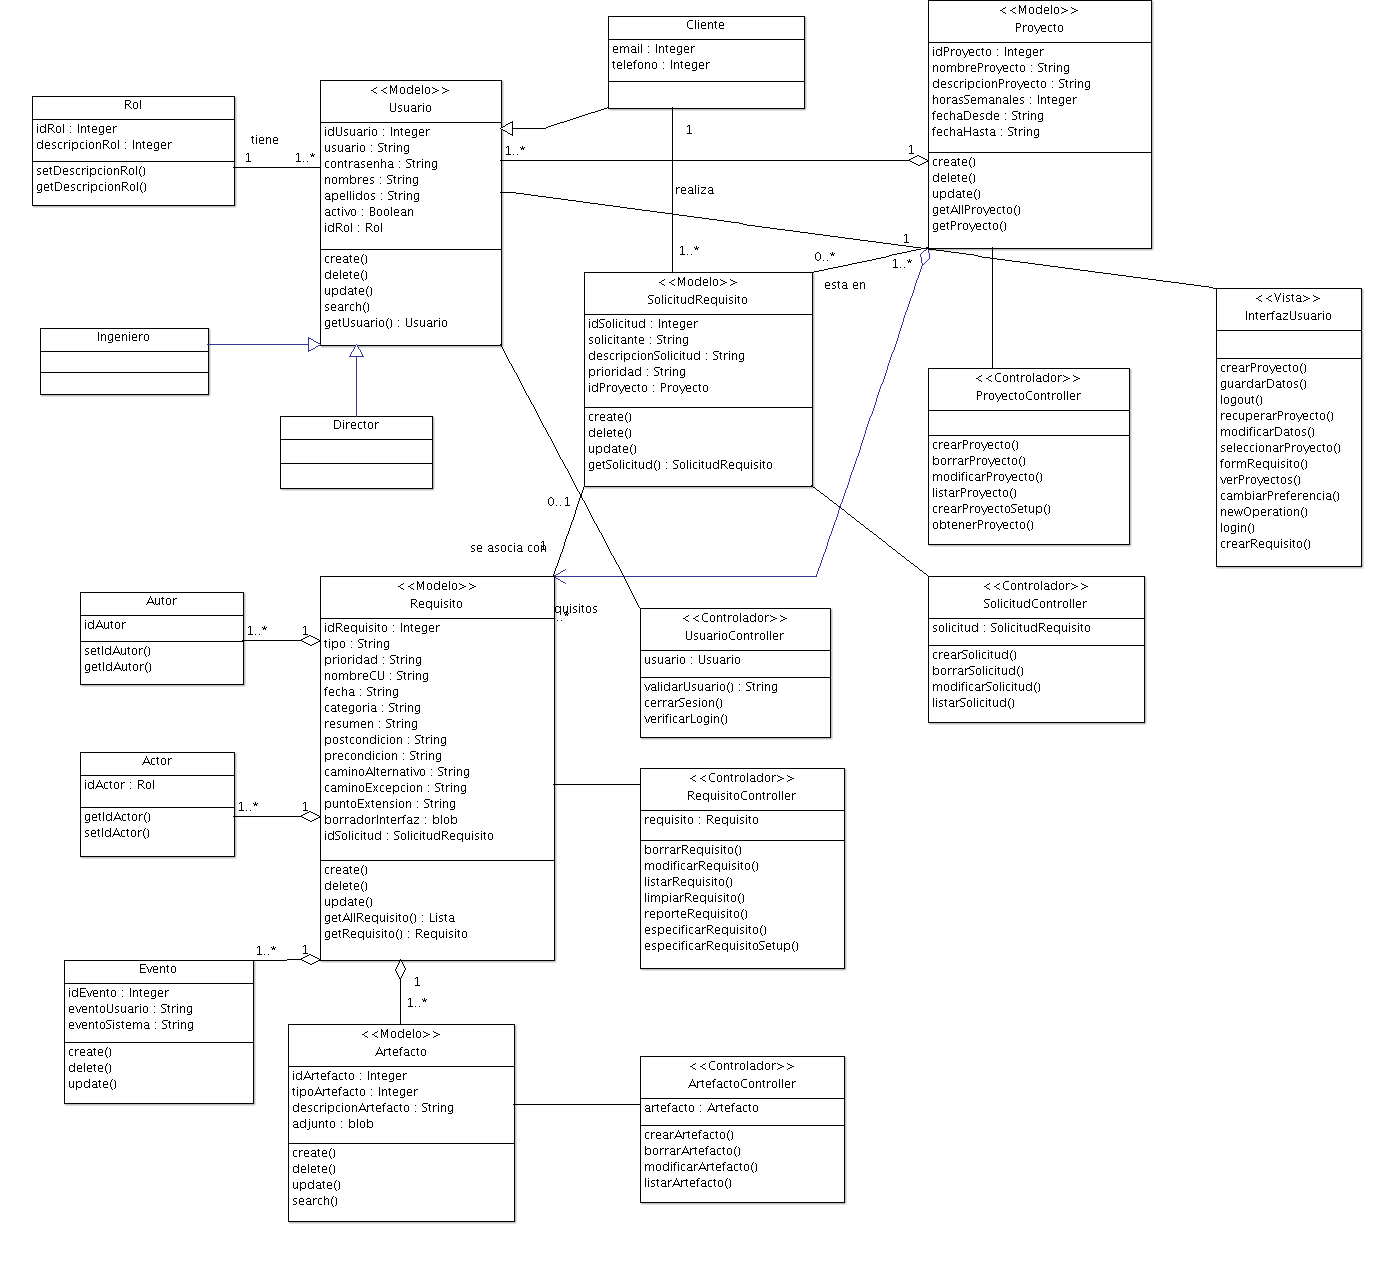 Cliente
email : Integer
telefono : Integer
<<Modelo>>
Proyecto
idProyecto : Integer
nombreProyecto : String
descripcionProyecto : String
horasSemanales : Integer
fechaDesde : String
fechaHasta : String
create()
delete()
update()
getAllProyecto()
getProyecto()
Rol
idRol : Integer
descripcionRol : Integer
setDescripcionRol()
getDescripcionRol()
tiene
1
1..*
<<Modelo>>
Usuario
idUsuario : Integer
usuario : String
contrasenha : String
nombres : String
apellidos : String
activo : Boolean
idRol : Rol
create()
delete()
update()
search()
getUsuario() : Usuario
1..*
1
1
realiza
1..*
1
0..*
1..*
esta en
<<Modelo>>
SolicitudRequisito
idSolicitud : Integer
solicitante : String
descripcionSolicitud : String
prioridad : String
idProyecto : Proyecto
create()
delete()
update()
getSolicitud() : SolicitudRequisito
<<Vista>>
InterfazUsuario
crearProyecto()
guardarDatos()
logout()
recuperarProyecto()
modificarDatos()
seleccionarProyecto()
formRequisito()
verProyectos()
cambiarPreferencia()
newOperation()
login()
crearRequisito()
Ingeniero
Director
<<Controlador>>
ProyectoController
crearProyecto()
borrarProyecto()
modificarProyecto()
listarProyecto()
crearProyectoSetup()
obtenerProyecto()
0..1
se asocia con
1
<<Modelo>>
Requisito
idRequisito : Integer
tipo : String
prioridad : String
nombreCU : String
fecha : String
categoria : String
resumen : String
postcondicion : String
precondicion : String
caminoAlternativo : String
caminoExcepcion : String
puntoExtension : String
borradorInterfaz : blob
idSolicitud : SolicitudRequisito
create()
delete()
update()
getAllRequisito() : Lista
getRequisito() : Requisito
quisitos
..*
<<Controlador>>
UsuarioController
usuario : Usuario
validarUsuario() : String
cerrarSesion()
verificarLogin()
<<Controlador>>
SolicitudController
solicitud : SolicitudRequisito
crearSolicitud()
borrarSolicitud()
modificarSolicitud()
listarSolicitud()
Autor
idAutor
setIdAutor()
getIdAutor()
1..*
1
Actor
idActor : Rol
getIdActor()
setIdActor()
1..*
1
<<Controlador>>
RequisitoController
requisito : Requisito
borrarRequisito()
modificarRequisito()
listarRequisito()
limpiarRequisito()
reporteRequisito()
especificarRequisito()
especificarRequisitoSetup()
1..*
1
Evento
idEvento : Integer
eventoUsuario : String
eventoSistema : String
create()
delete()
update()
1
1..*
<<Modelo>>
Artefacto
idArtefacto : Integer
tipoArtefacto : Integer
descripcionArtefacto : String
adjunto : blob
create()
delete()
update()
search()
<<Controlador>>
ArtefactoController
artefacto : Artefacto
crearArtefacto()
borrarArtefacto()
modificarArtefacto()
listarArtefacto()